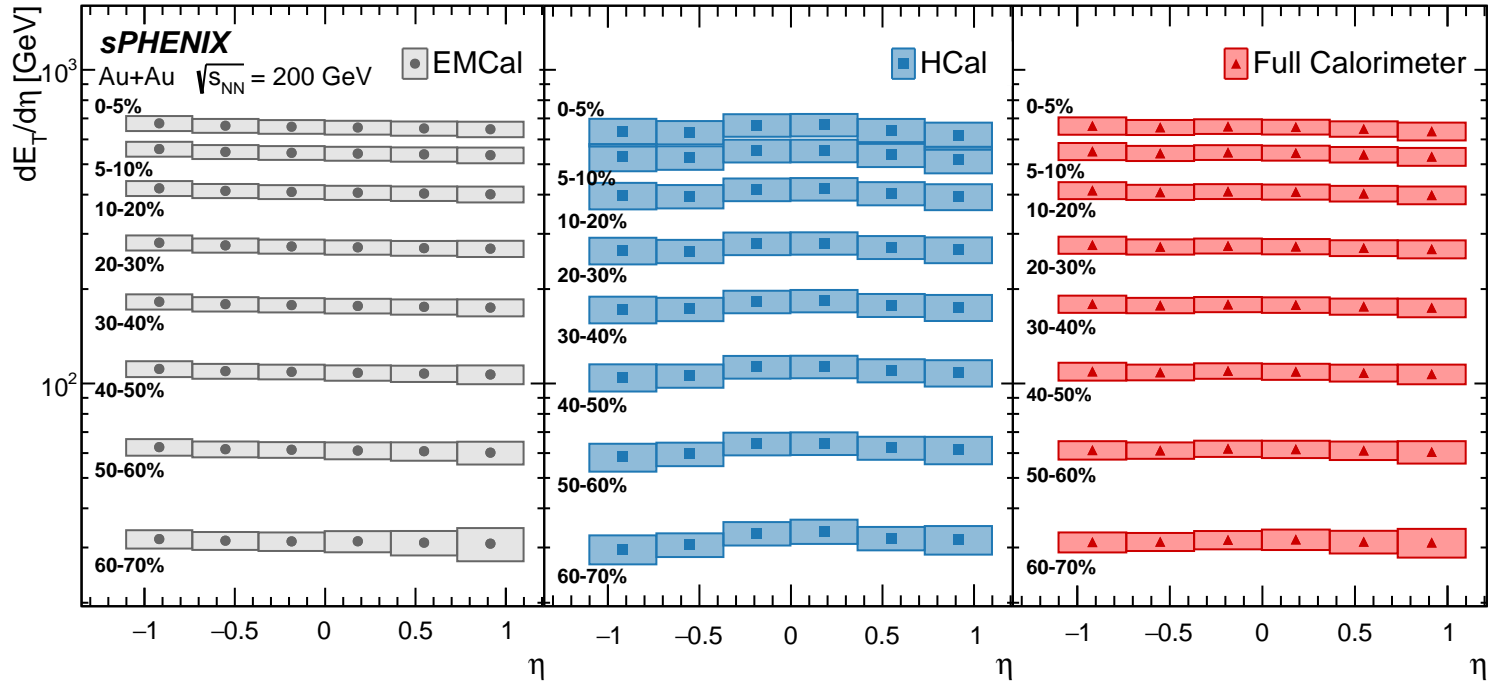 sPHENIX
Au+Au √s_NN = 200 GeV
EMCal
HCal
Full Calorimeter
dE_T/dη [GeV]
10³
10²
0-5%
5-10%
10-20%
20-30%
30-40%
40-50%
50-60%
60-70%
0-5%
5-10%
10-20%
20-30%
30-40%
40-50%
50-60%
60-70%
0-5%
5-10%
10-20%
20-30%
30-40%
40-50%
50-60%
60-70%
−1 −0.5 0 0.5 1
−1 −0.5 0 0.5 1
−1 −0.5 0 0.5 1
η
η
η